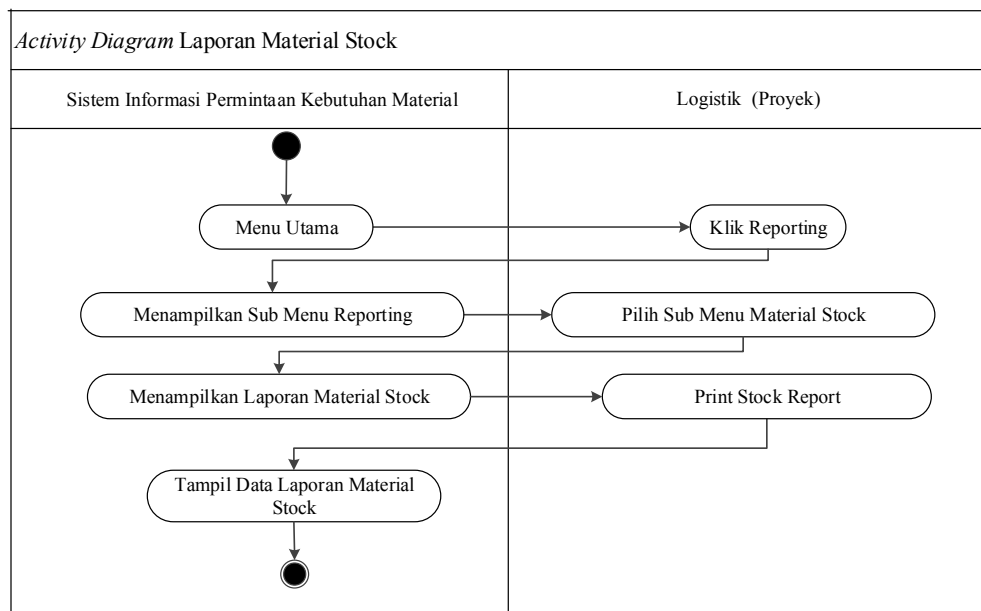 Activity Diagram Laporan Material Stock
Sistem Informasi Permintaan Kebutuhan Material
Logistik (Proyek)
Menu Utama
Klik Reporting
Menampilkan Sub Menu Reporting
Pilih Sub Menu Material Stock
Menampilkan Laporan Material Stock
Print Stock Report
Tampil Data Laporan Material
Stock